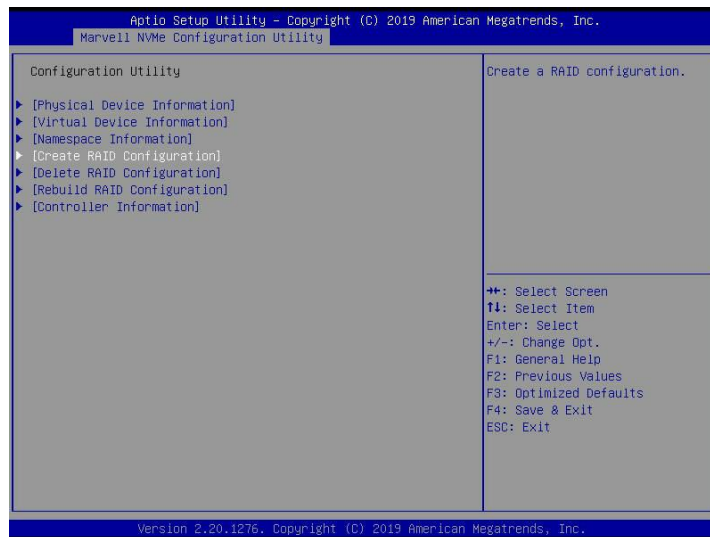 Aptio Setup Utility – Copyright (C) 2019 American Megatrends, Inc.
Marvell NVMe Configuration Utility
Configuration Utility
[Physical Device Information]
[Virtual Device Information]
[Namespace Information]
[Create RAID Configuration]
[Delete RAID Configuration]
[Rebuild RAID Configuration]
[Controller Information]
Create a RAID configuration.
→←: Select Screen
↑↓: Select Item
Enter: Select
+/-: Change Opt.
F1: General Help
F2: Previous Values
F3: Optimized Defaults
F4: Save & Exit
ESC: Exit
Version 2.20.1276. Copyright (C) 2019 American Megatrends, Inc.